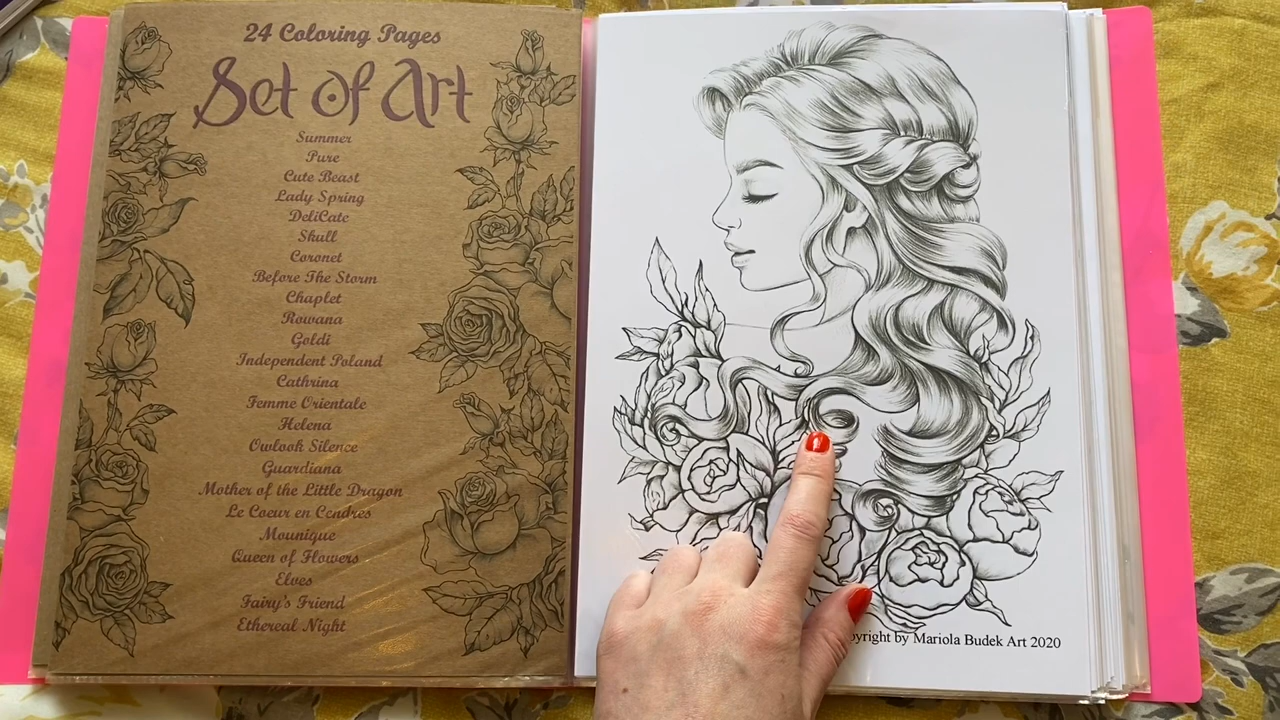 24 Coloring Pages
Set of Art
Summer
Pure
Cute Beast
Lady Spring
DeliCate
Skull
Coronet
Before The Storm
Chaplet
Rowana
Goldi
Independent Poland
Cathrina
Femme Orientale
Helena
Owlook Silence
Guardiana
Mother of the Little Dragon
Le Coeur en Cendres
Mounique
Queen of Flowers
Elves
Fairy's Friend
Ethereal Night
by Mariola Budek Art 2020